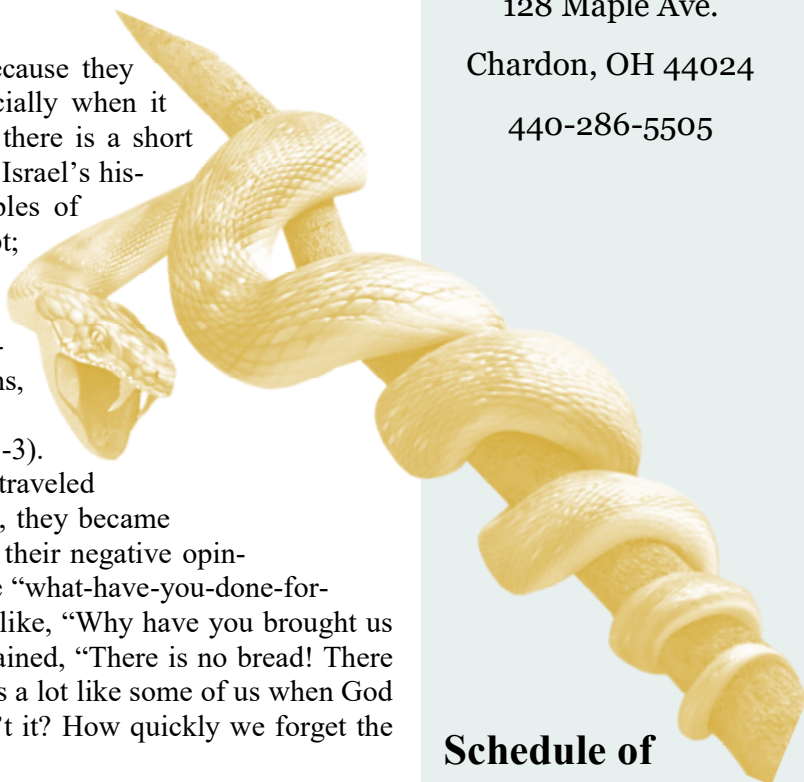 ecause they
cially when it
there is a short
Israel’s his-
ples of
ot;
-
ns,
-3).
traveled
, they became
their negative opin-
e “what-have-you-done-for-
like, “Why have you brought us
ained, “There is no bread! There
s a lot like some of us when God
’t it? How quickly we forget the
128 Maple Ave.
Chardon, OH 44024
440-286-5505
Schedule of